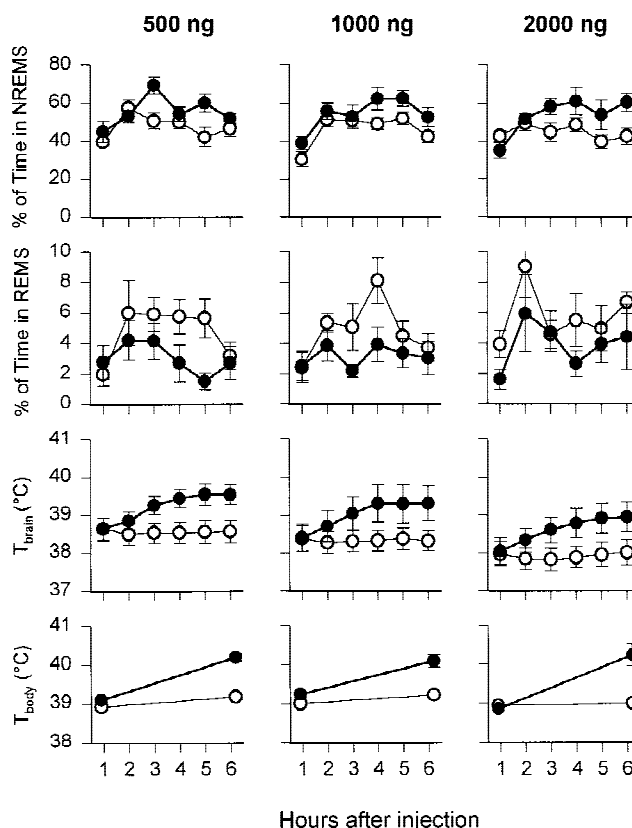 500 ng 1000 ng 2000 ng
% of Time in NREMS
80
60
40
20
0
% of Time in REMS
10
8
6
4
2
0
T brain (°C)
41
40
39
38
37
T body (°C)
41
40
39
38
1 2 3 4 5 6 1 2 3 4 5 6 1 2 3 4 5 6
Hours after injection